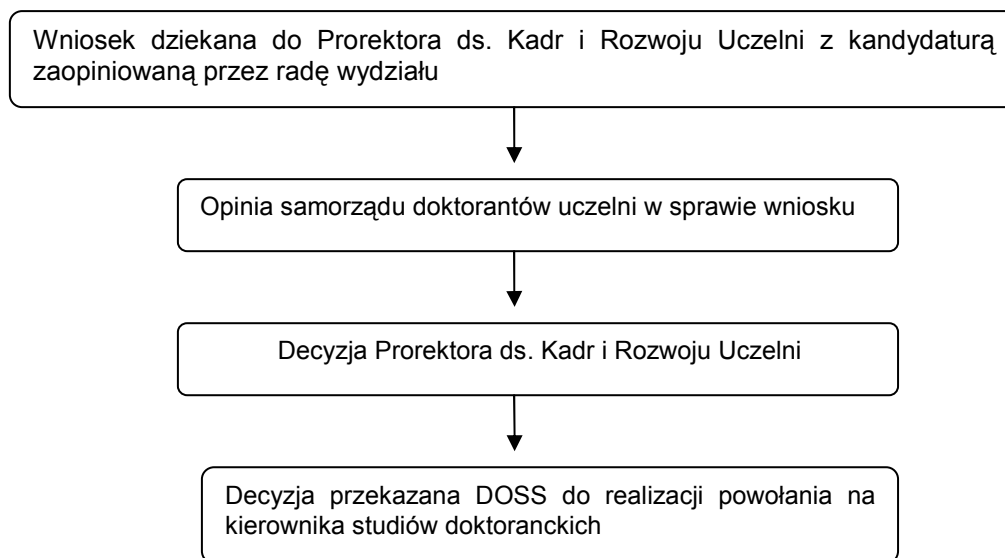 Wniosek dziekana do Prorektora ds. Kadr i Rozwoju Uczelni z kandydaturą
zaopiniowaną przez radę wydziału
Opinia samorządu doktorantów uczelni w sprawie wniosku
Decyzja Prorektora ds. Kadr i Rozwoju Uczelni
Decyzja przekazana DOSS do realizacji powołania na
kierownika studiów doktoranckich